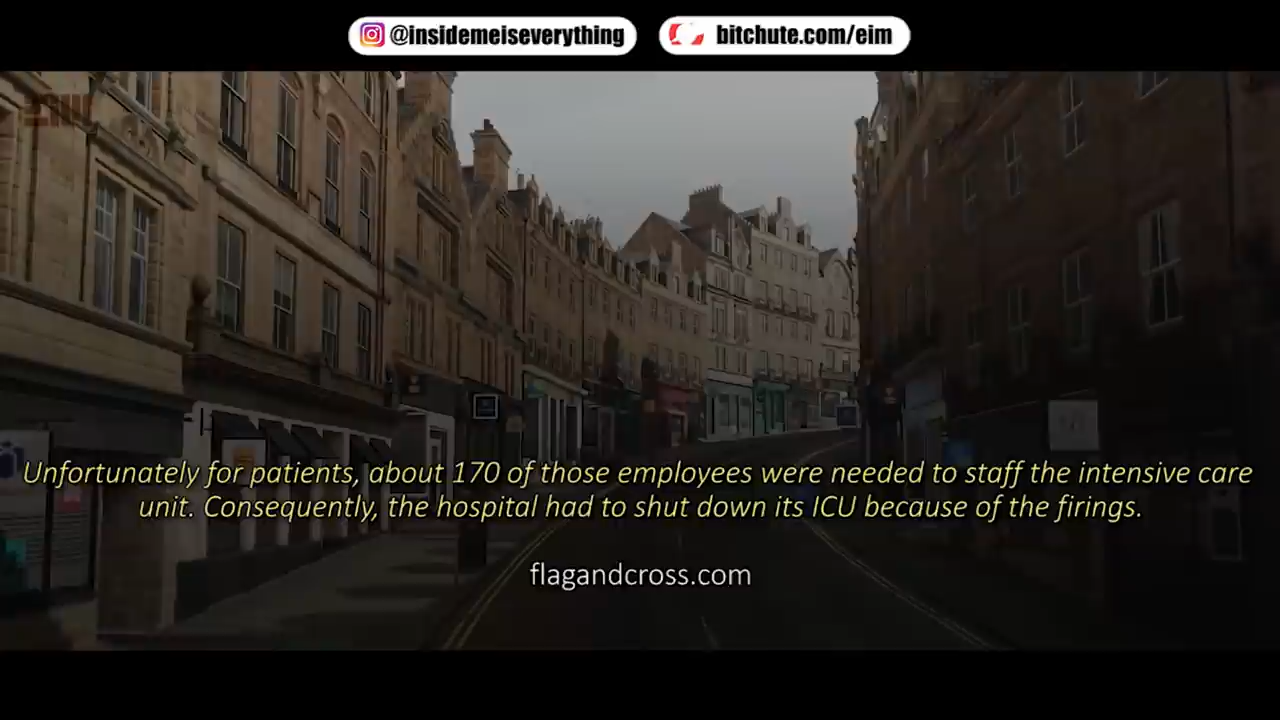 @insidemeiseverything
bitchute.com/eim
Unfortunately for patients, about 170 of those employees were needed to staff the intensive care
unit. Consequently, the hospital had to shut down its ICU because of the firings.
flagandcross.com